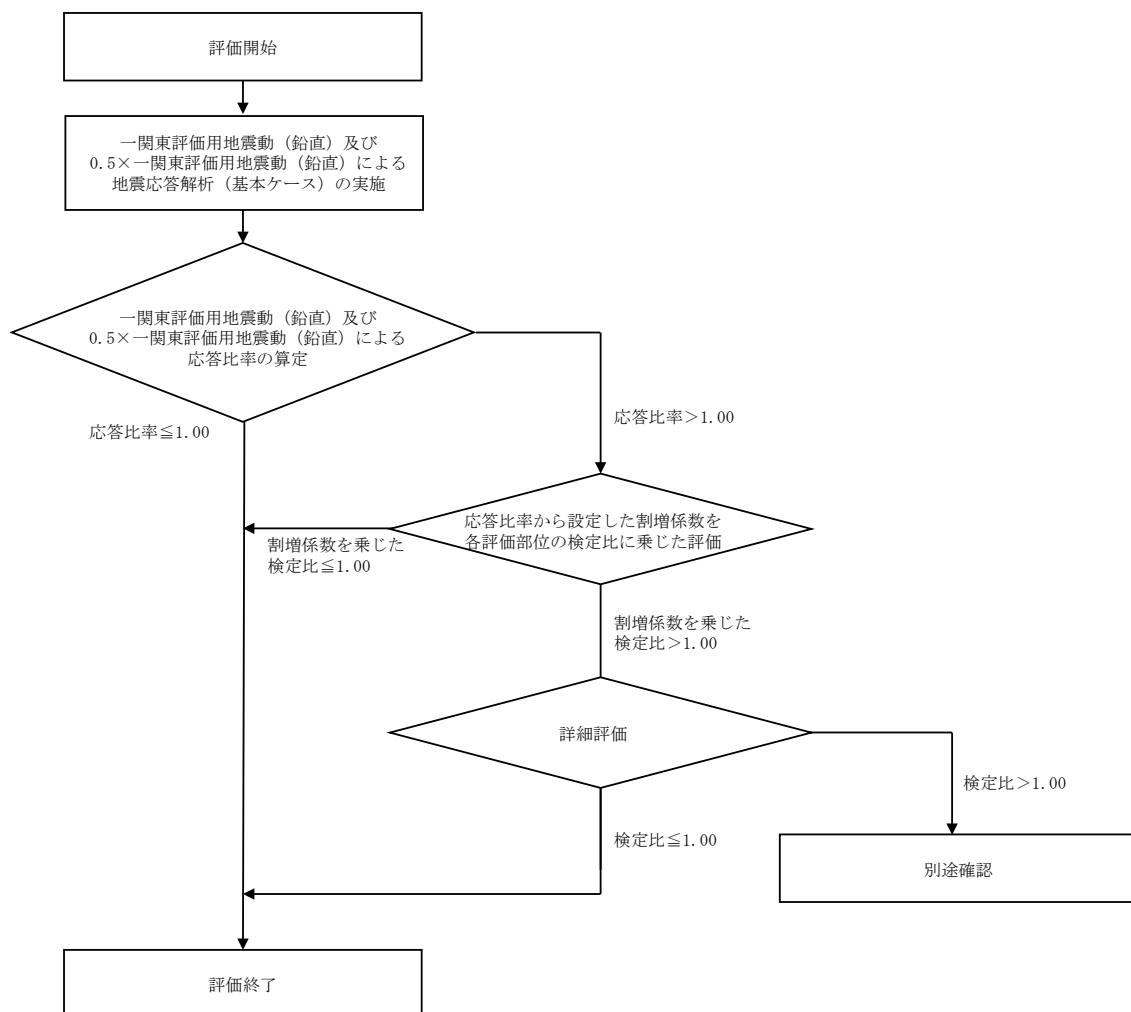 評価開始
一関東評価用地震動（鉛直）及び
0.5×一関東評価用地震動（鉛直）による
地震応答解析（基本ケース）の実施
一関東評価用地震動（鉛直）及び
0.5×一関東評価用地震動（鉛直）による
応答比率の算定
応答比率≦1.00
応答比率＞1.00
応答比率から設定した割増係数を
各評価部位の検定比に乗じた評価
割増係数を乗じた
検定比≦1.00
割増係数を乗じた
検定比＞1.00
詳細評価
検定比＞1.00
検定比≦1.00
別途確認
評価終了